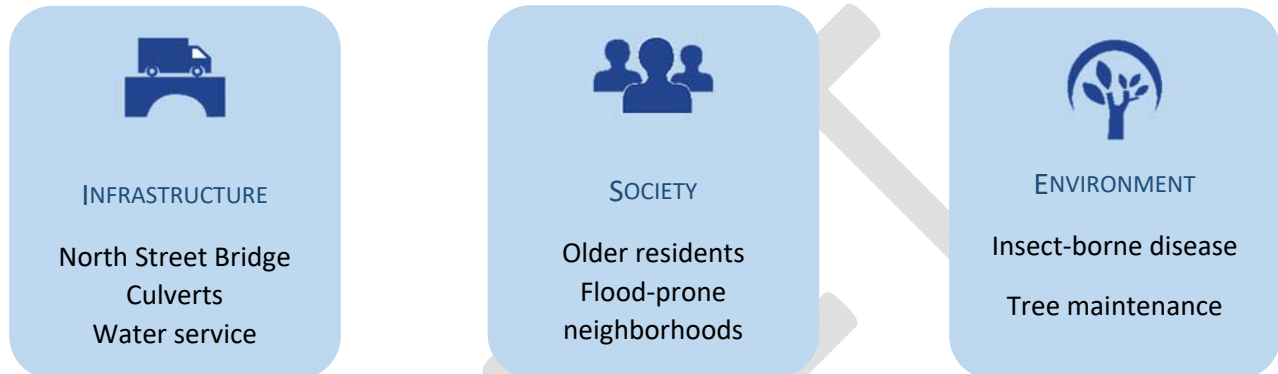 INFRASTRUCTURE
North Street Bridge
Culverts
Water service
SOCIETY
Older residents
Flood-prone
neighborhoods
ENVIRONMENT
Insect-borne disease
Tree maintenance